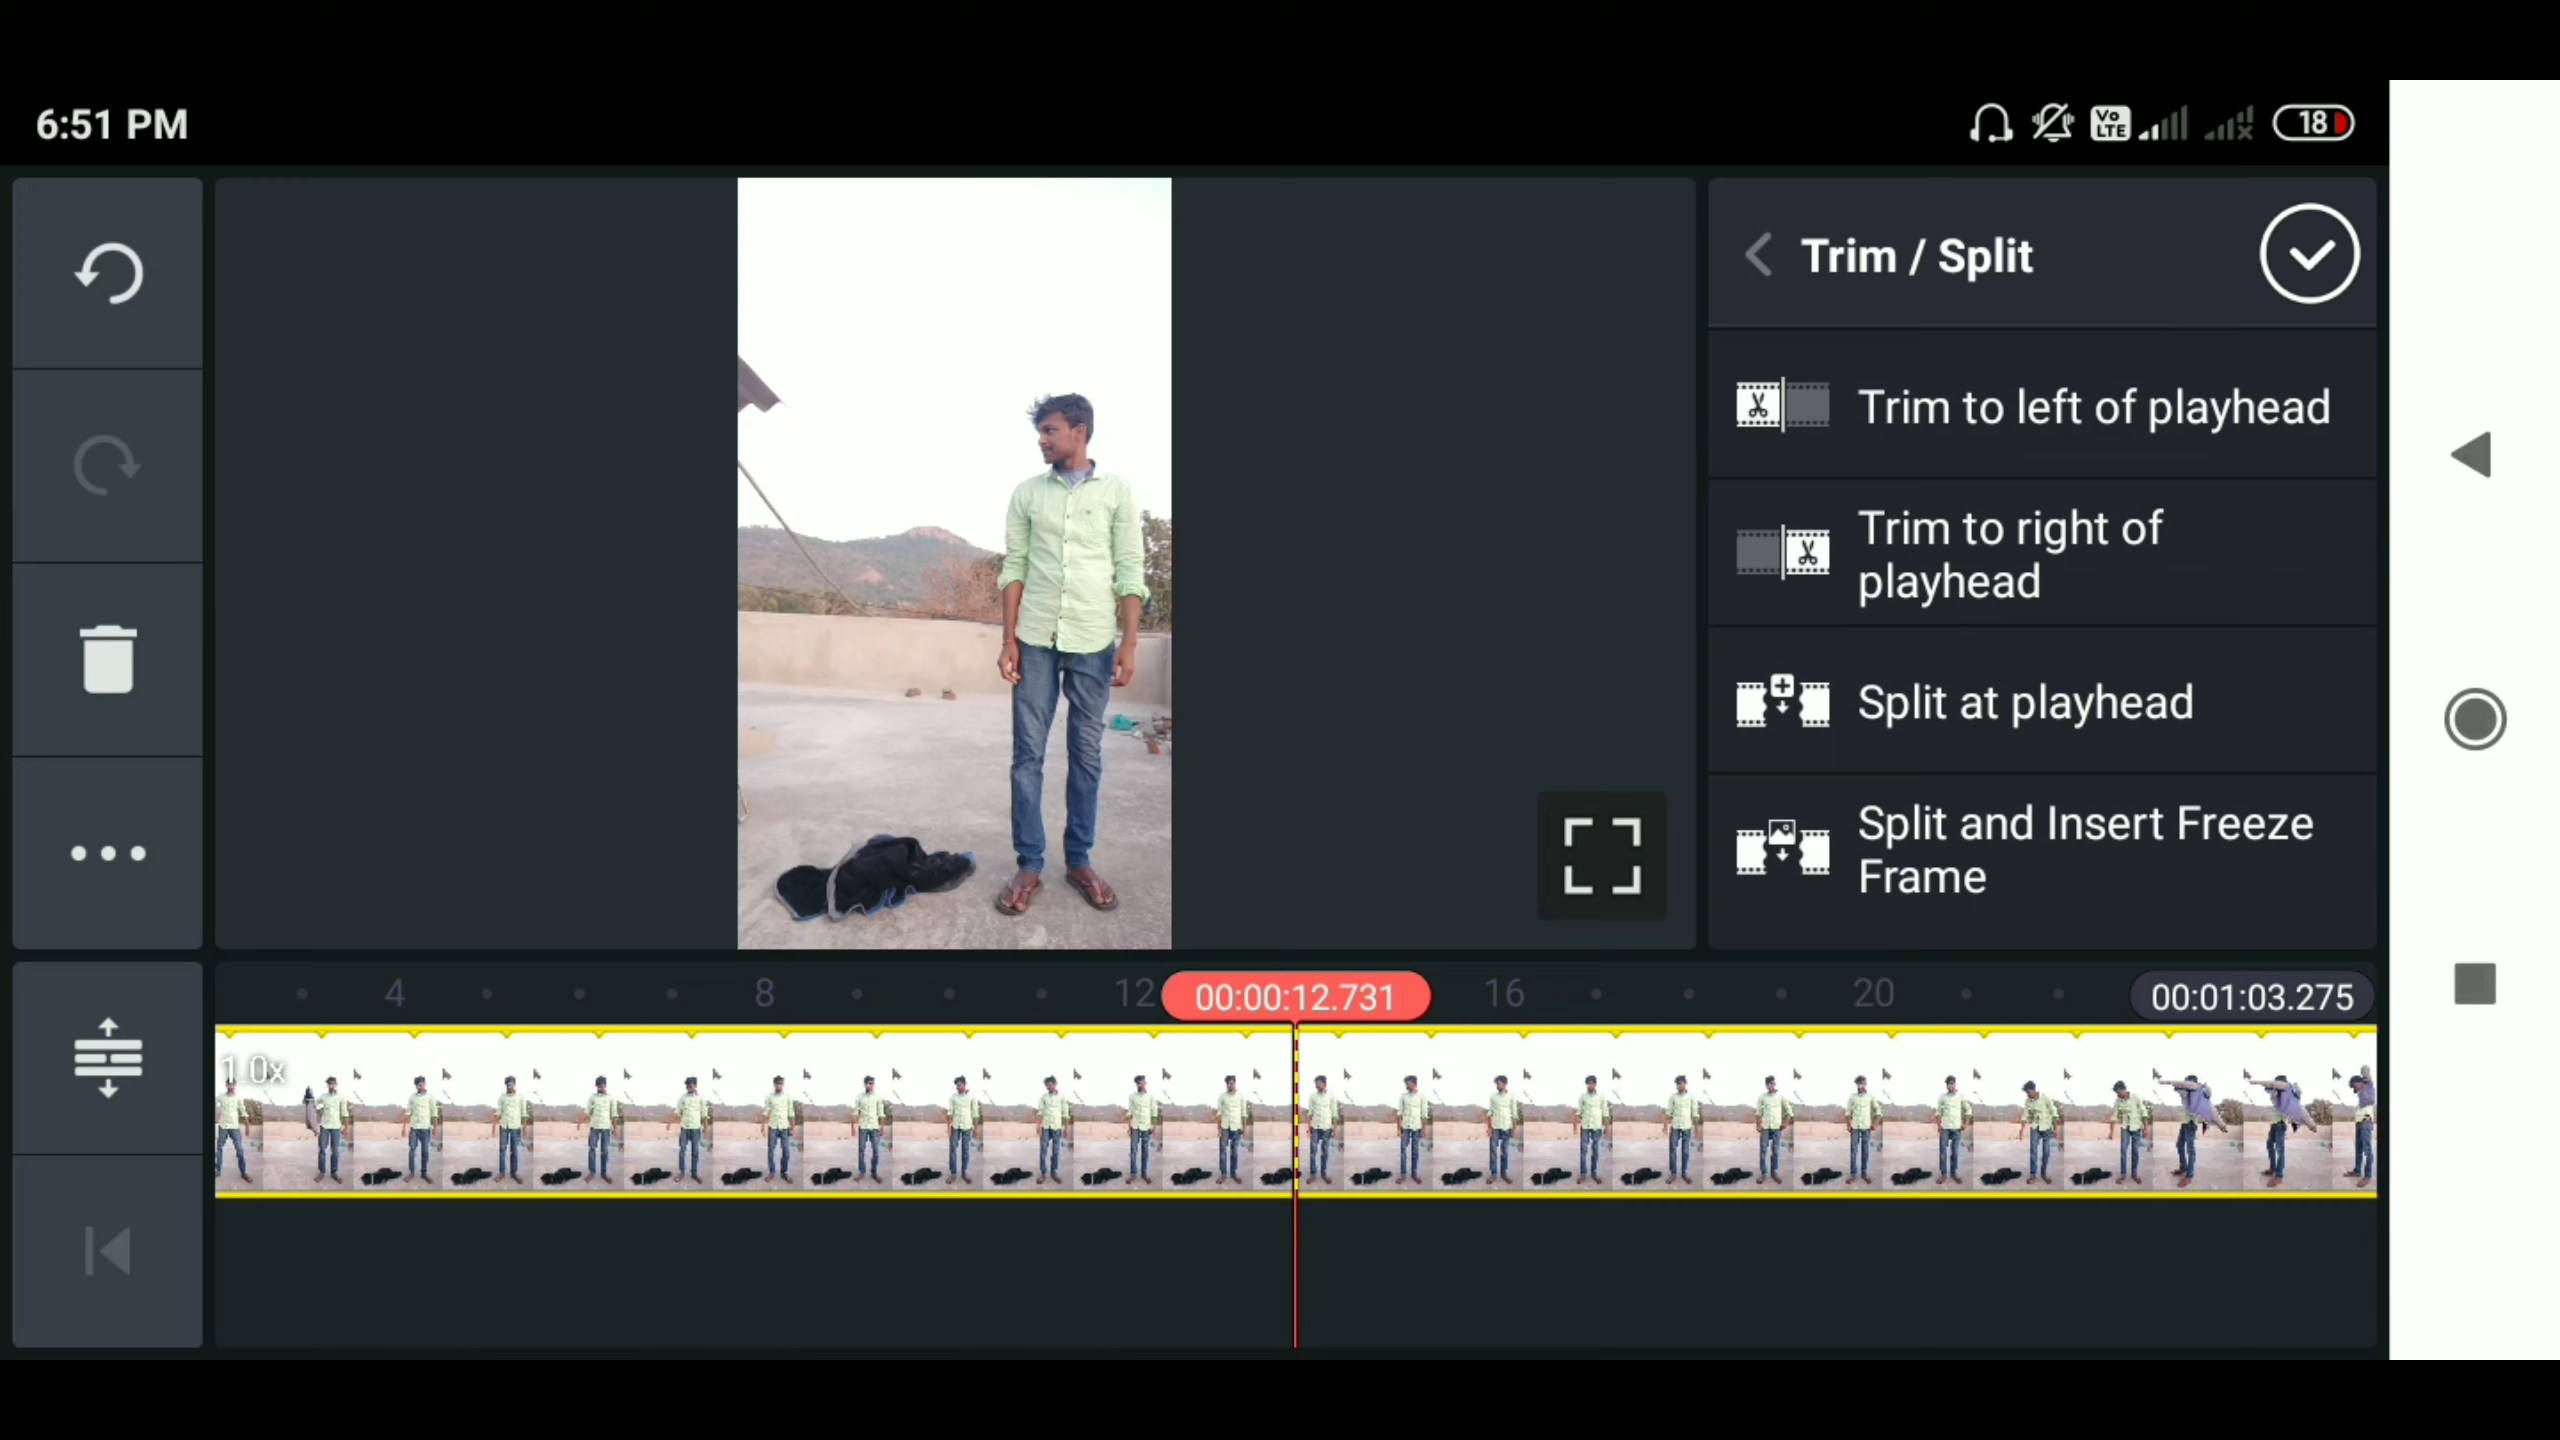 6:51 PM
Vo
LTE
18
Trim / Split
Trim to left of playhead
Trim to right of
playhead
Split at playhead
Split and Insert Freeze
Frame
4
8
12
00:00:12.731
16
20
00:01:03.275
1.0x